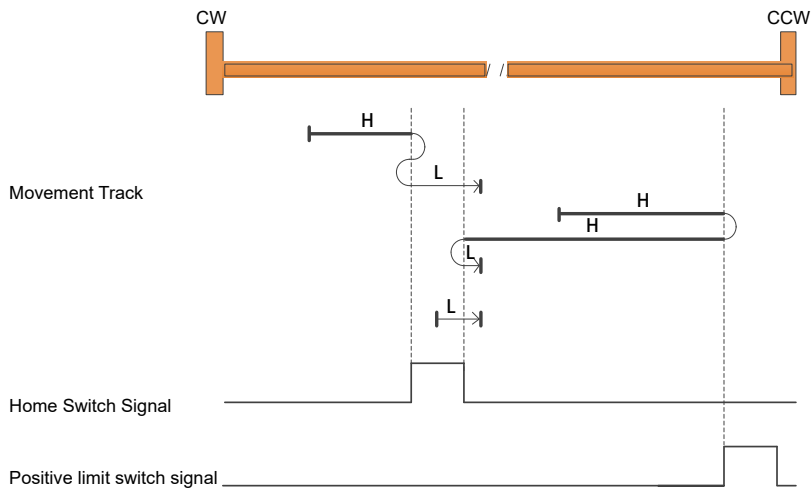 CW
CCW
H
L
Movement Track
H
H
L
L
Home Switch Signal
Positive limit switch signal